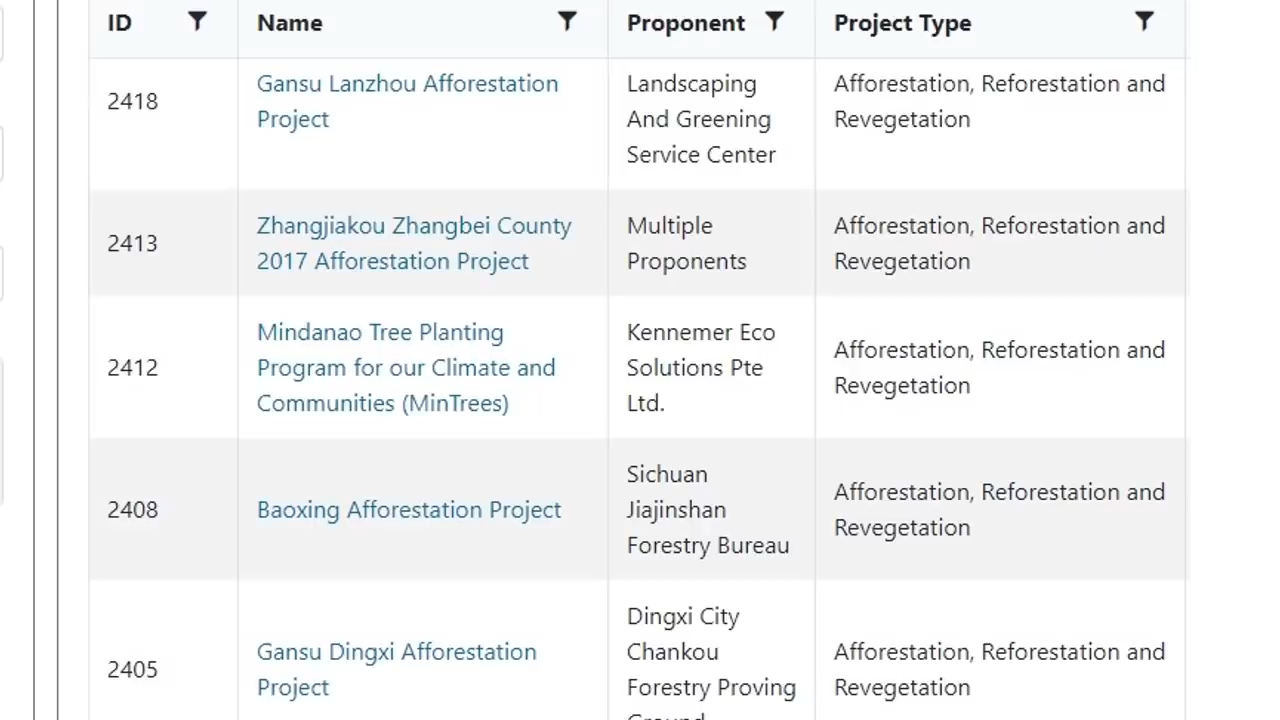 ID Name Proponent Project Type
2418
Gansu Lanzhou Afforestation
Project
Landscaping
And Greening
Service Center
Afforestation, Reforestation and
Revegetation
2413
Zhangjiakou Zhangbei County
2017 Afforestation Project
Multiple
Proponents
Afforestation, Reforestation and
Revegetation
2412
Mindanao Tree Planting
Program for our Climate and
Communities (MinTrees)
Kennemer Eco
Solutions Pte
Ltd.
Afforestation, Reforestation and
Revegetation
2408
Baoxing Afforestation Project
Sichuan
Jiajinshan
Forestry Bureau
Afforestation, Reforestation and
Revegetation
2405
Gansu Dingxi Afforestation
Project
Dingxi City
Chankou
Forestry Proving
Afforestation, Reforestation and
Revegetation